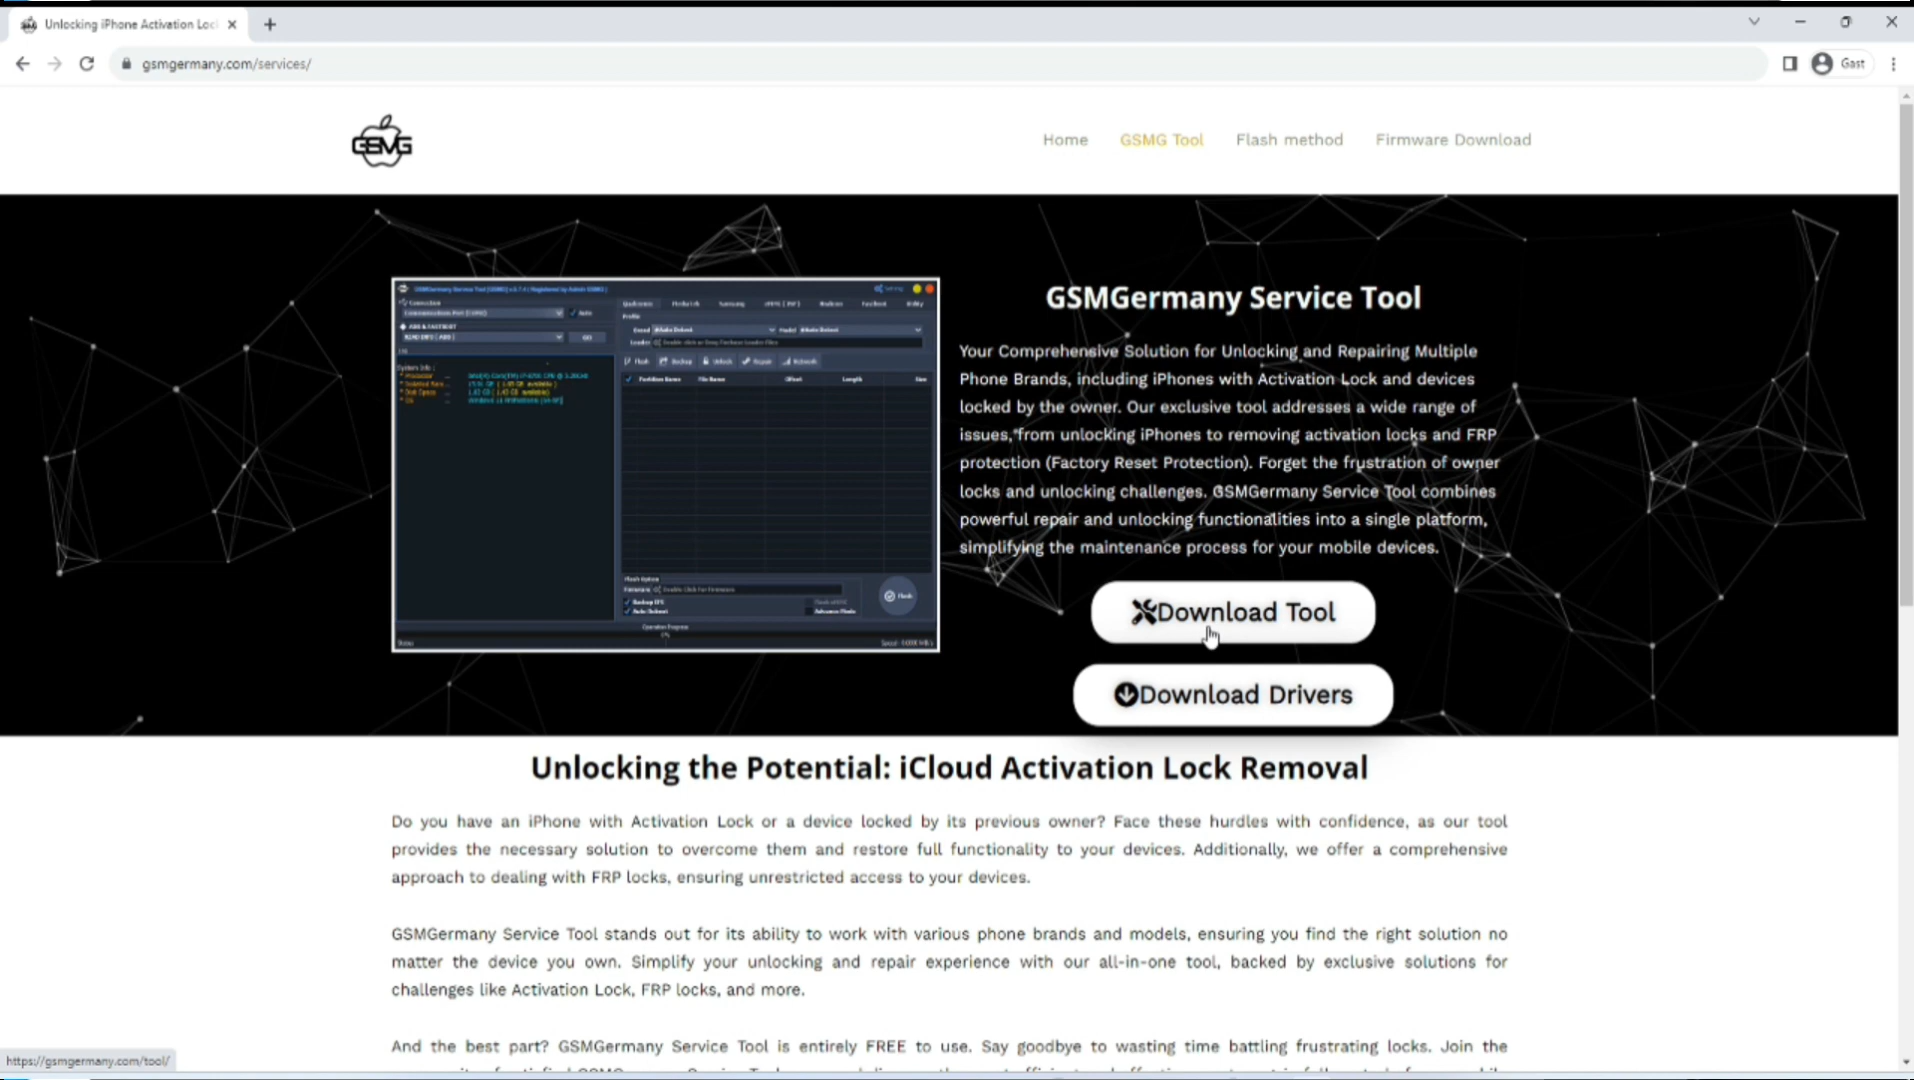 Unlocking iPhone Activation Loc
gsmgermany.com/services/
Gast
GSMG
Home
GSMG Tool
Flash method
Firmware Download
GSMGermany Service Tool
Your Comprehensive Solution for Unlocking and Repairing Multiple
Phone Brands, including iPhones with Activation Lock and devices
locked by the owner. Our exclusive tool addresses a wide range of
issues, from unlocking iPhones to removing activation locks and FRP
protection (Factory Reset Protection). Forget the frustration of owner
locks and unlocking challenges. GSMGermany Service Tool combines
powerful repair and unlocking functionalities into a single platform,
simplifying the maintenance process for your mobile devices.
Download Tool
Download Drivers
Unlocking the Potential: iCloud Activation Lock Removal
Do you have an iPhone with Activation Lock or a device locked by its previous owner? Face these hurdles with confidence, as our tool
provides the necessary solution to overcome them and restore full functionality to your devices. Additionally, we offer a comprehensive
approach to dealing with FRP locks, ensuring unrestricted access to your devices.
GSMGermany Service Tool stands out for its ability to work with various phone brands and models, ensuring you find the right solution no
matter the device you own. Simplify your unlocking and repair experience with our all-in-one tool, backed by exclusive solutions for
challenges like Activation Lock, FRP locks, and more.
And the best part? GSMGermany Service Tool is entirely FREE to use. Say goodbye to wasting time battling frustrating locks. Join the
https://gsmgermany.com/tool/